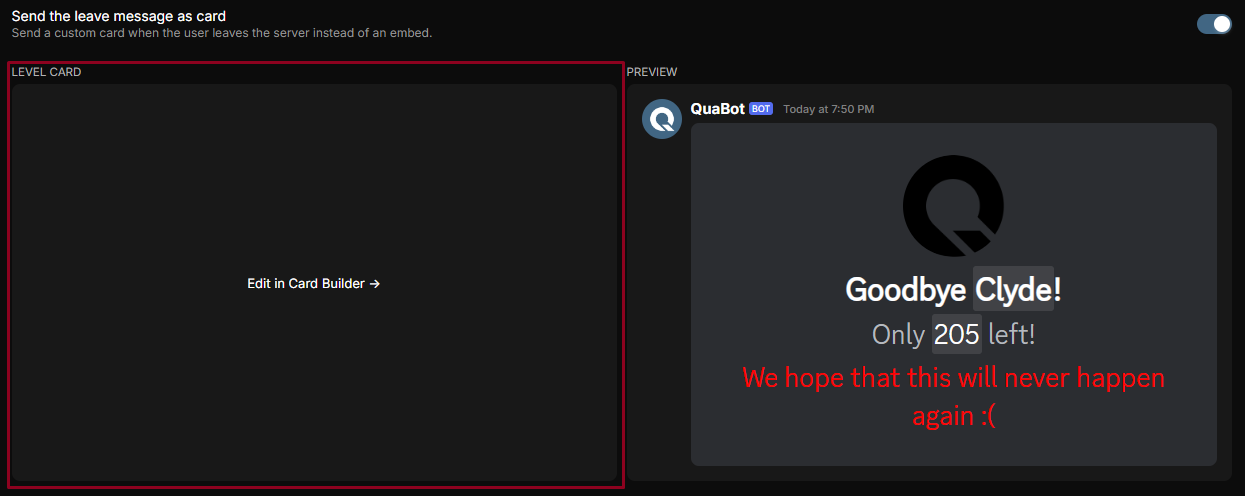 Send the leave message as card
Send a custom card when the user leaves the server instead of an embed.
LEVEL CARD
Edit in Card Builder →
PREVIEW
QuaBot BOT Today at 7:50 PM
Goodbye Clyde!
Only 205 left!
We hope that this will never happen
again :(